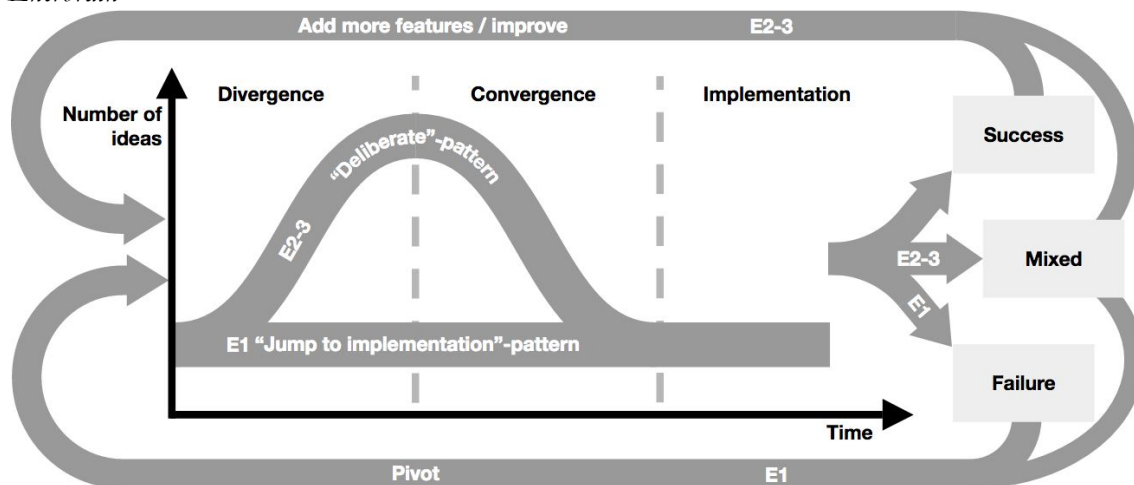 Add more features / improve E2-3
Number of
ideas
Divergence
Convergence
Implementation
"Deliberate"-pattern
E2-3
E1 "Jump to implementation"-pattern
Time
E2-3
E1
Success
Mixed
Failure
Pivot E1